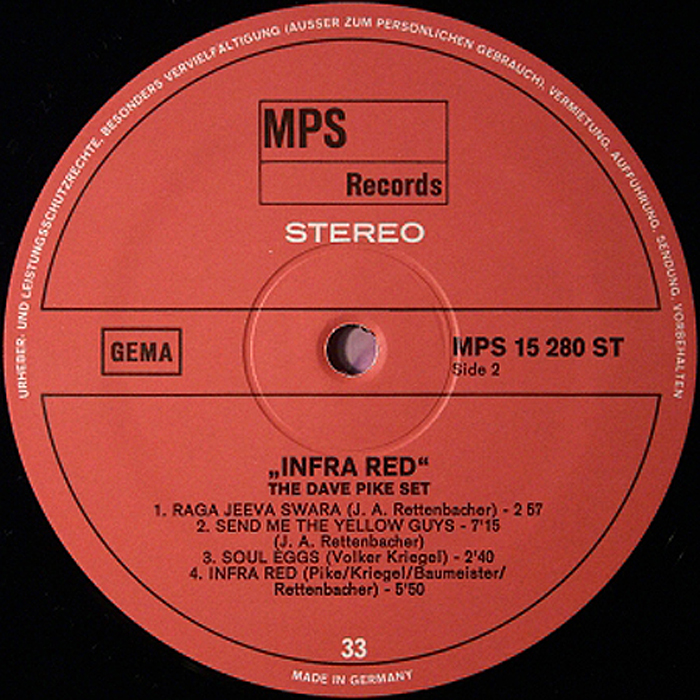 URHEBER- UND LEISTUNGSSCHUTZRECHTE, BESONDERS VERVIELFÄLTIGUNG (AUSSER ZUM PERSÖNLICHEN GEBRAUCH), VERMIETUNG, AUFFÜHRUNG, SENDUNG, VORBEHALTEN
MPS
Records
STEREO
GEMA
MPS 15 280 ST
Side 2
„INFRA RED“
THE DAVE PIKE SET
1. RAGA JEEVA SWARA (J. A. Rettenbacher) - 2 57
2. SEND ME THE YELLOW GUYS - 7'15
(J. A. Rettenbacher)
3. SOUL EGGS (Volker Kriegel) - 2'40
4. INFRA RED (Pike/Kriegel/Baumeister/
Rettenbacher) - 5'50
33
MADE IN GERMANY